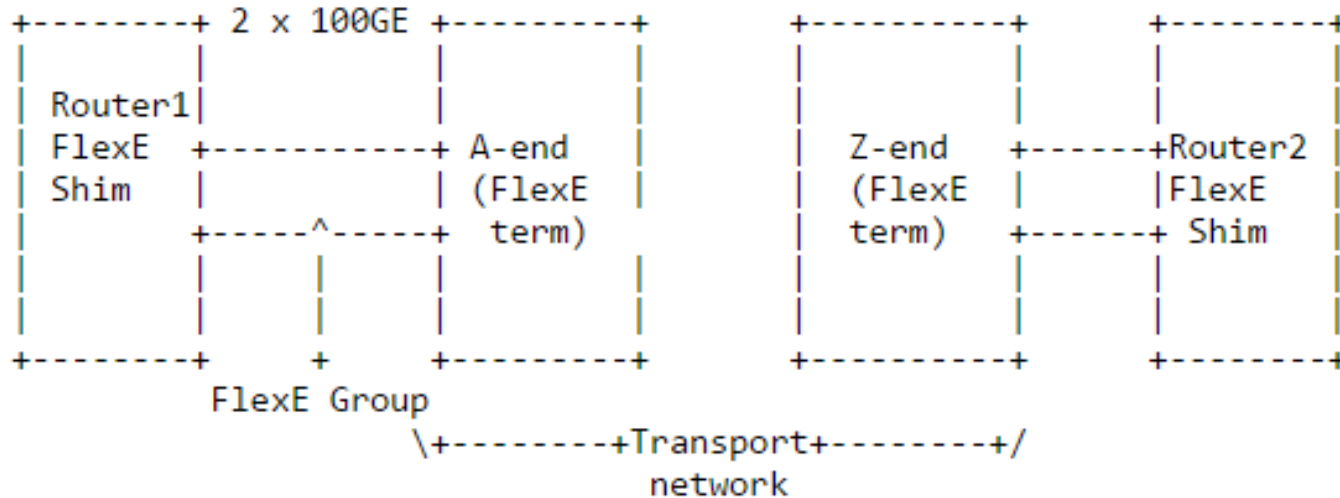 2 x 100GE
Router1
FlexE A-end Z-end Router2
Shim (FlexE (FlexE FlexE
term) term) Shim
FlexE Group
Transport
network